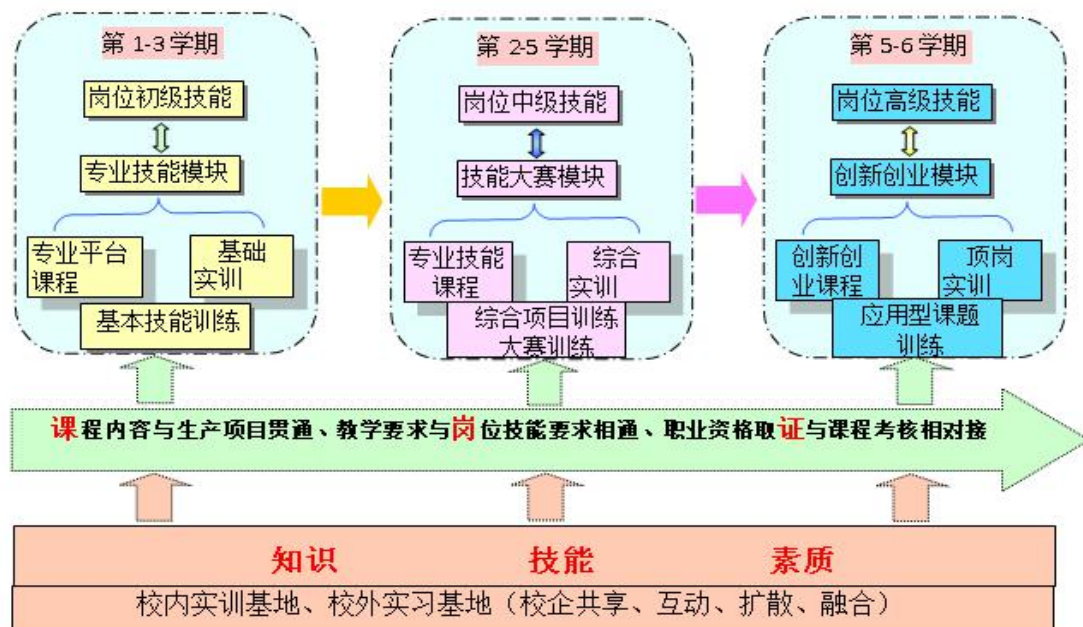 第 1-3 学期
岗位初级技能
专业技能模块
专业平台
课程
基础
实训
基本技能训练
第 2-5 学期
岗位中级技能
技能大赛模块
专业技能
课程
综合
实训
综合项目训练
大赛训练
第 5-6 学期
岗位高级技能
创新创业模块
创新创
业课程
顶岗
实训
应用型课题
训练
课程内容与生产项目贯通、教学要求与岗位技能要求相通、职业资格取证与课程考核相对接
知识 技能 素质
校内实训基地、校外实习基地（校企共享、互动、扩散、融合）